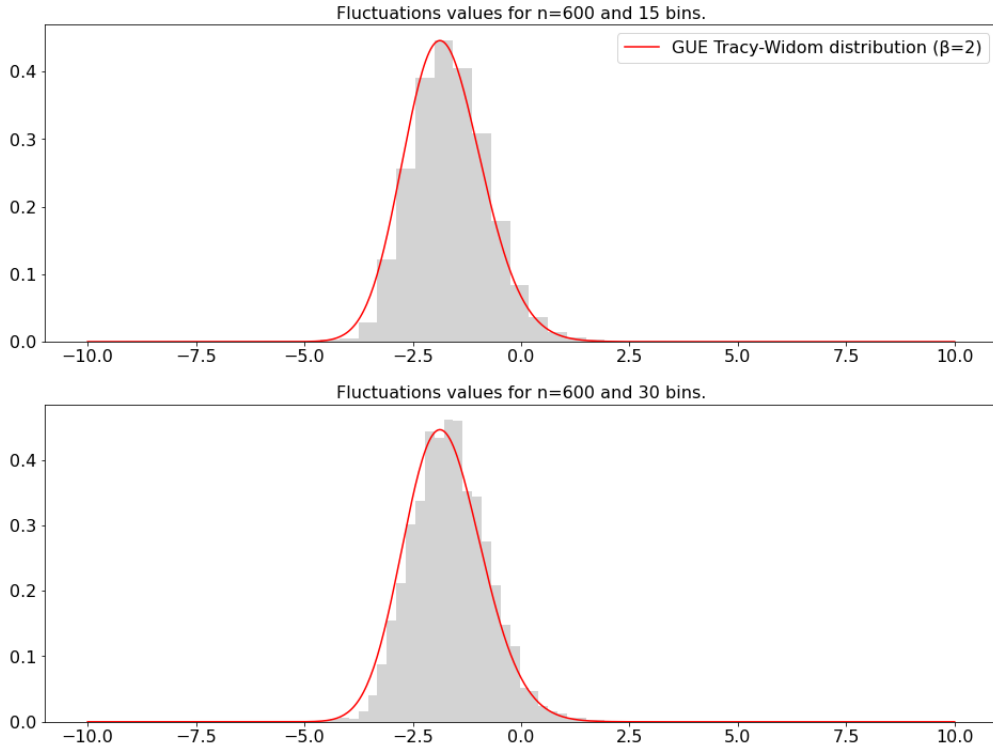 Fluctuations values for n=600 and 15 bins.
GUE Tracy-Widom distribution (β=2)
0.4
0.3
0.2
0.1
0.0
−10.0 −7.5 −5.0 −2.5 0.0 2.5 5.0 7.5 10.0
Fluctuations values for n=600 and 30 bins.
0.4
0.3
0.2
0.1
0.0
−10.0 −7.5 −5.0 −2.5 0.0 2.5 5.0 7.5 10.0